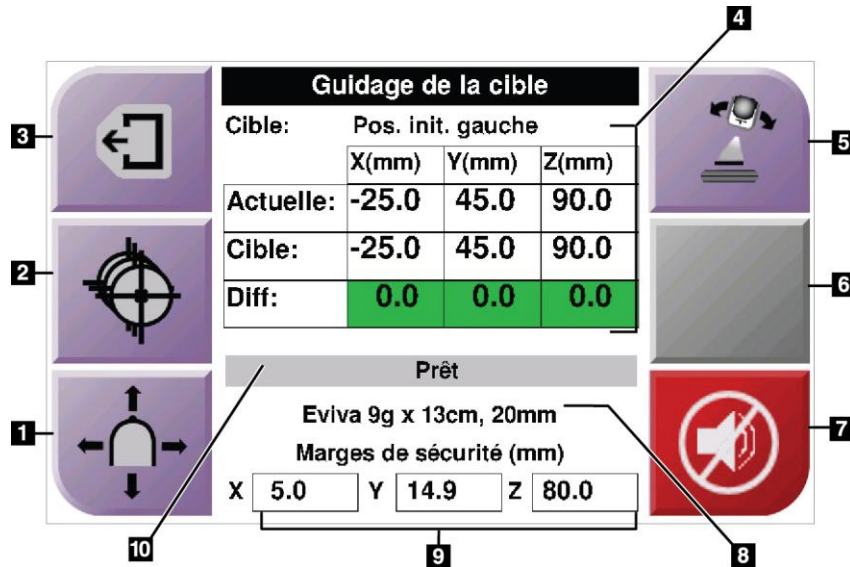 4
Guidage de la cible
3
Cible: Pos. init. gauche
5
X(mm) Y(mm) Z(mm)
Actuelle: -25.0 45.0 90.0
Cible: -25.0 45.0 90.0
2
6
Diff: 0.0 0.0 0.0
Prêt
1
Eviva 9g x 13cm, 20mm
7
Marges de sécurité (mm)
X 5.0 Y 14.9 Z 80.0
10
9
8